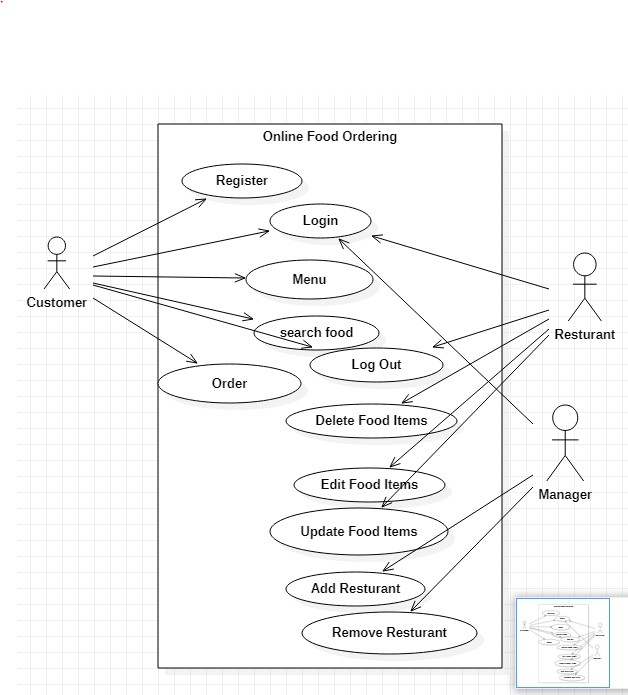 Online Food Ordering
Register
Login
Menu
Customer
search food
Resturant
Log Out
Order
Delete Food Items
Edit Food Items
Manager
Update Food Items
Add Resturant
Remove Resturant